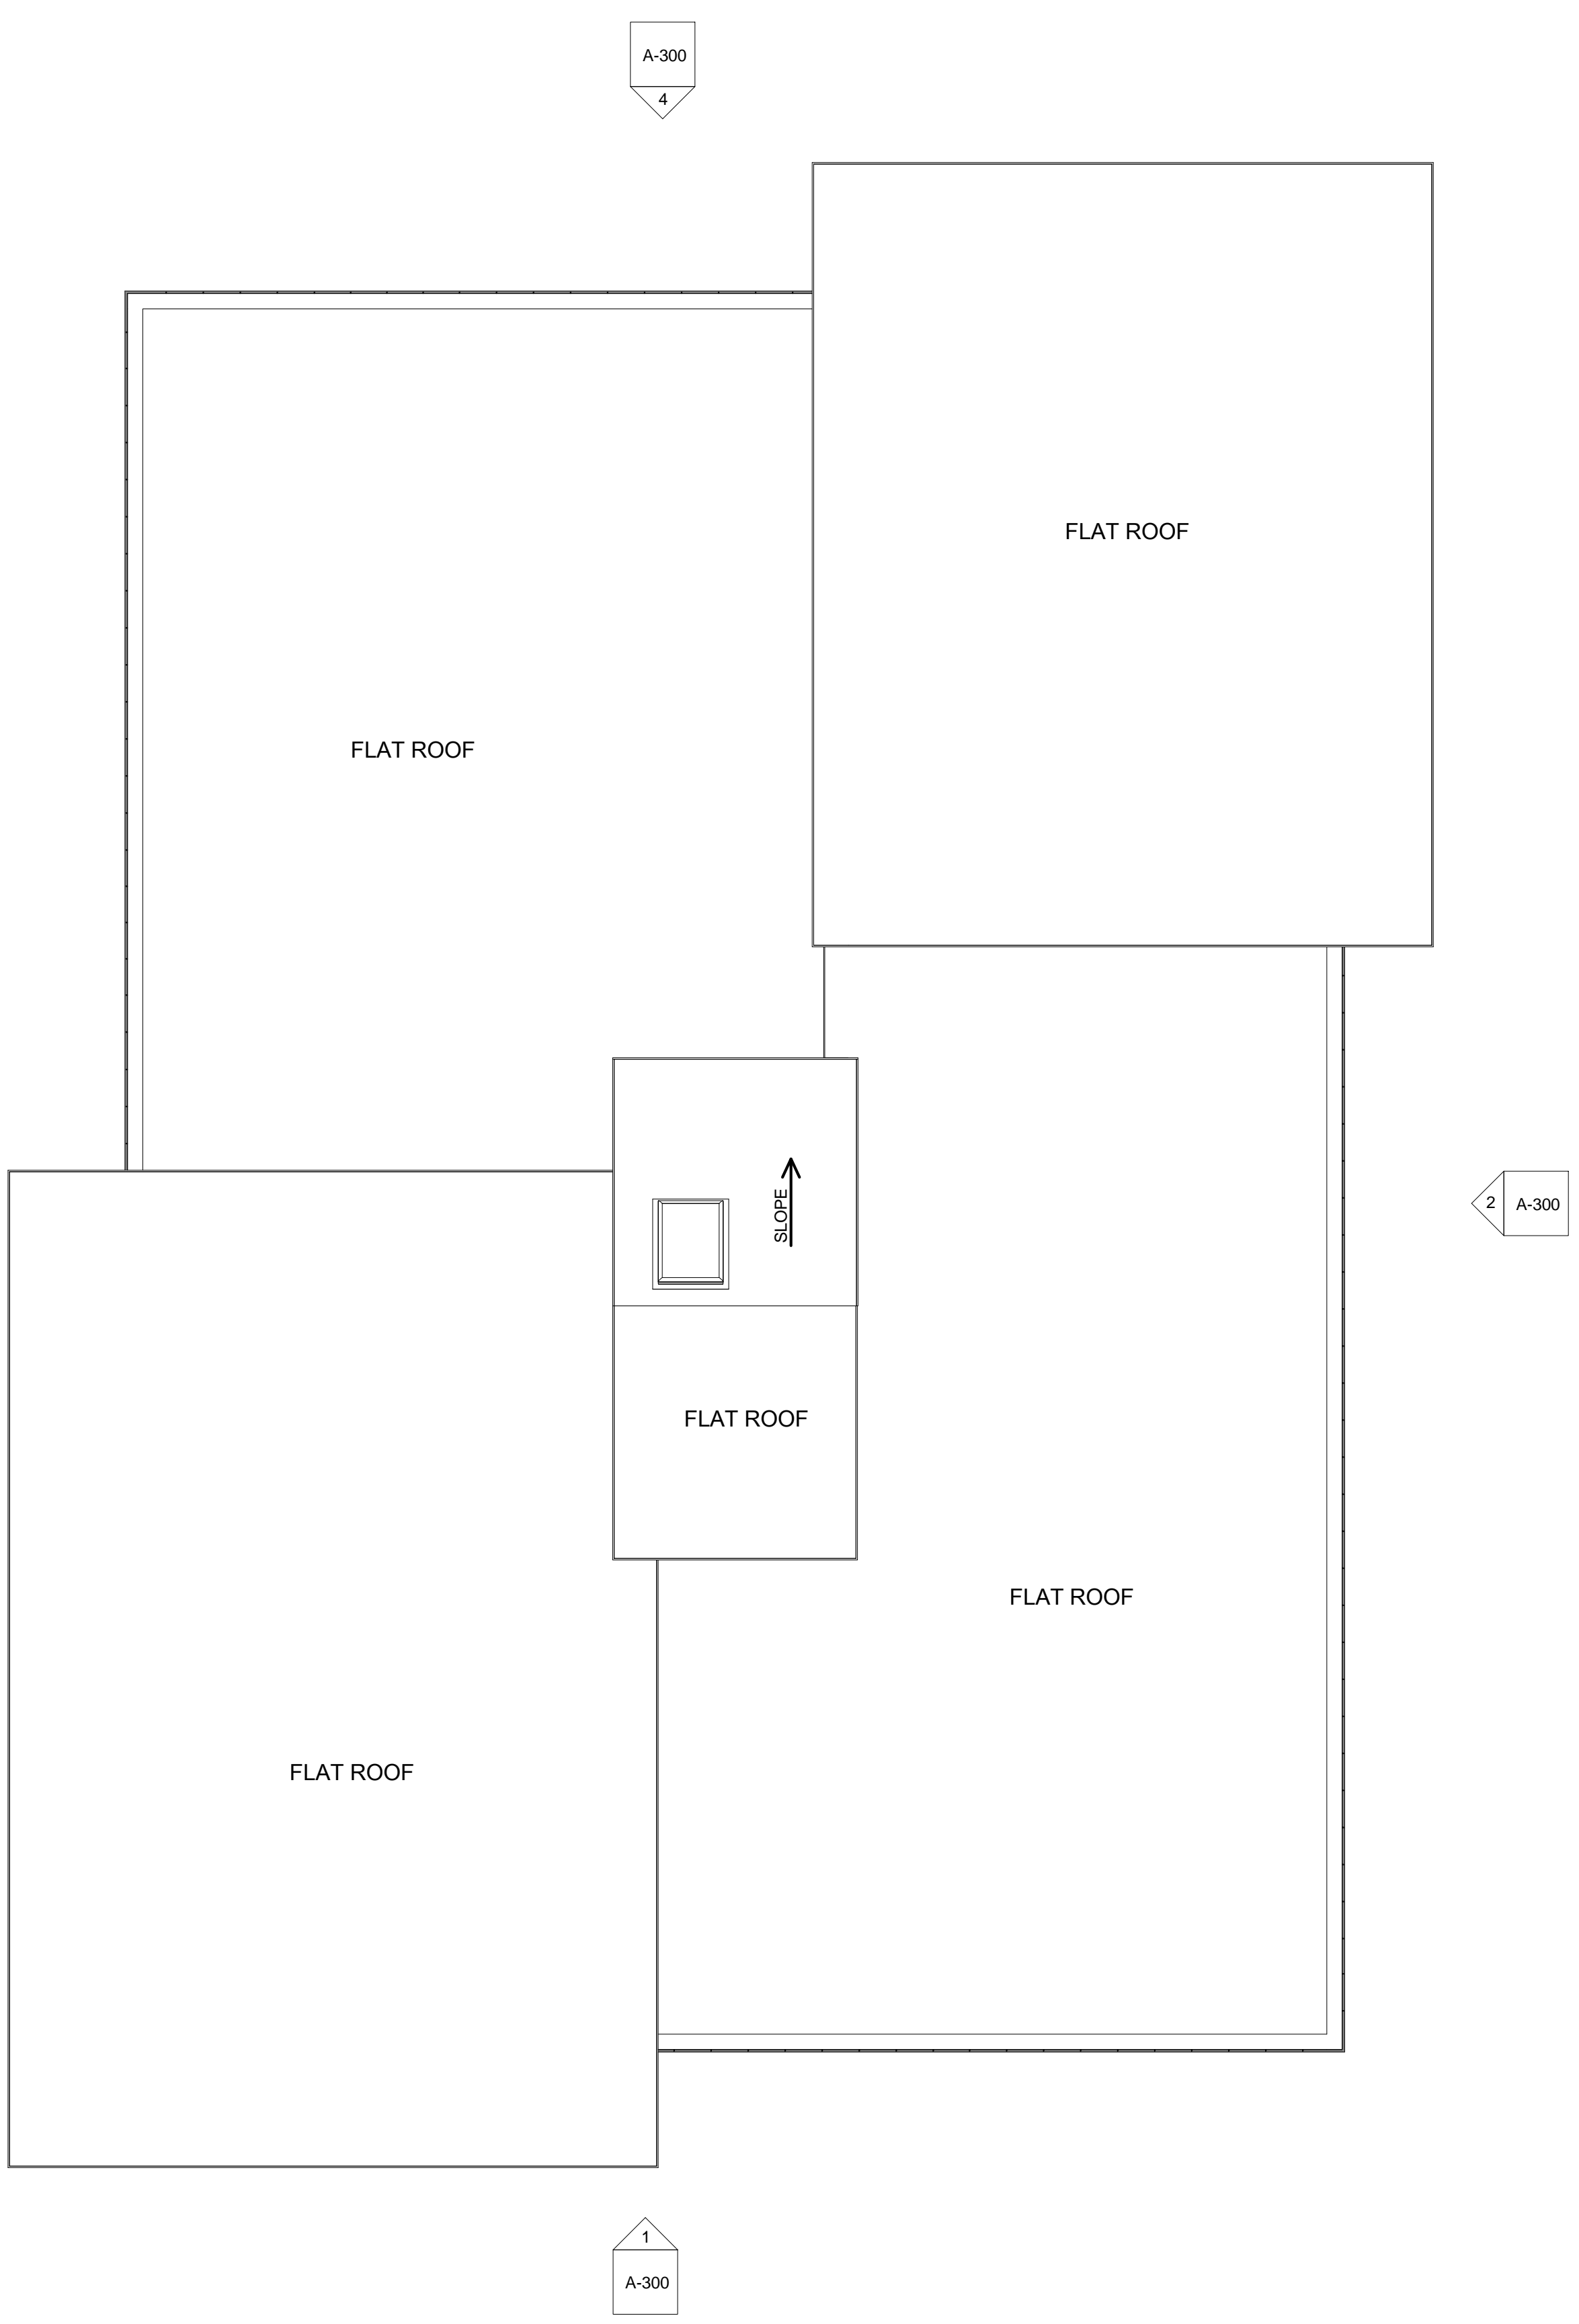 A-300
4
FLAT ROOF
FLAT ROOF
SLOPE
2
A-300
FLAT ROOF
FLAT ROOF
FLAT ROOF
1
A-300